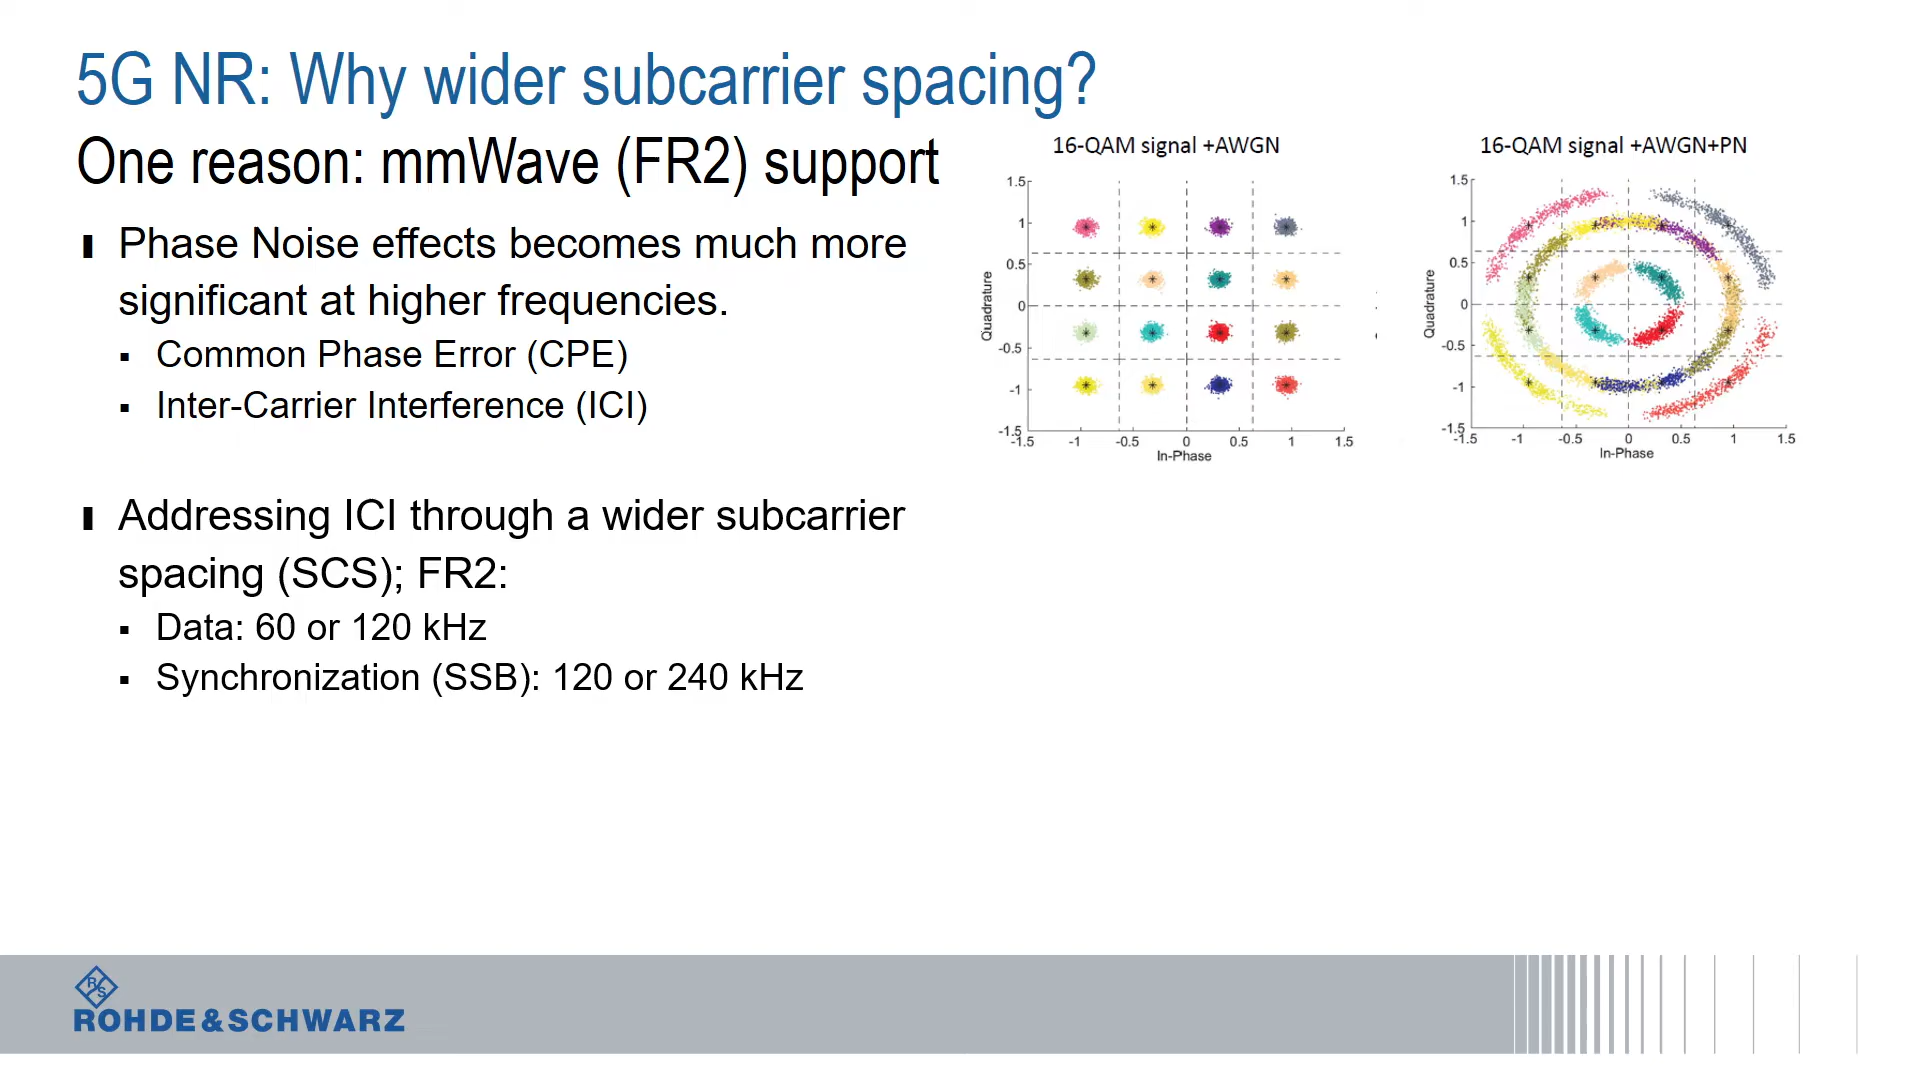 5G NR: Why wider subcarrier spacing?
One reason: mmWave (FR2) support
Phase Noise effects becomes much more
significant at higher frequencies.
Common Phase Error (CPE)
Inter-Carrier Interference (ICI)
Addressing ICI through a wider subcarrier
spacing (SCS); FR2:
Data: 60 or 120 kHz
Synchronization (SSB): 120 or 240 kHz
16-QAM signal +AWGN
1.5
1
0.5
0
-0.5
-1
-1.5
Quadrature
-1.5 -1 -0.5 0 0.5 1 1.5
In-Phase
16-QAM signal +AWGN+PN
1.5
1
0.5
0
-0.5
-1
-1.5
Quadrature
-1.5 -1 -0.5 0 0.5 1 1.5
In-Phase
R S
ROHDE & SCHWARZ